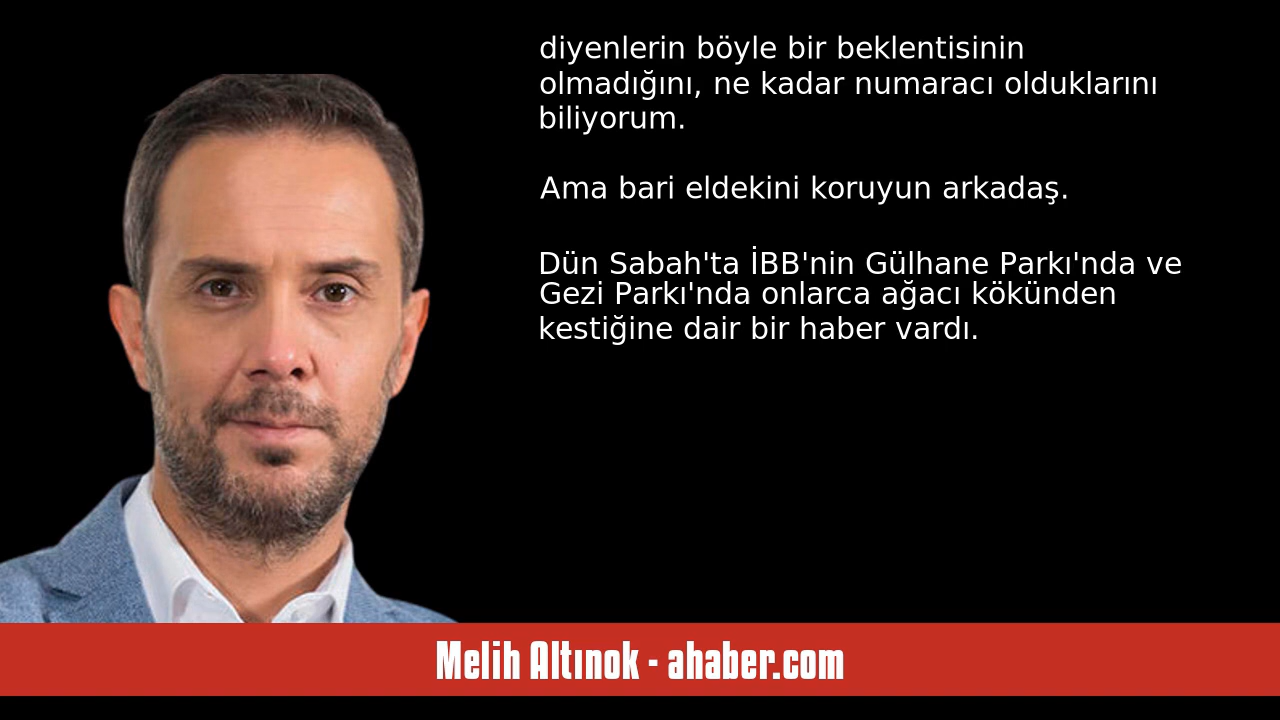 diyenlerin böyle bir beklentisinin
olmadığını, ne kadar numaracı olduklarını
biliyorum.
Ama bari eldekini koruyun arkadaş.
Dün Sabah'ta İBB'nin Gülhane Parkı'nda ve
Gezi Parkı'nda onlarca ağacı kökünden
kestiğine dair bir haber vardı.
Melih Altınok - ahaber.com